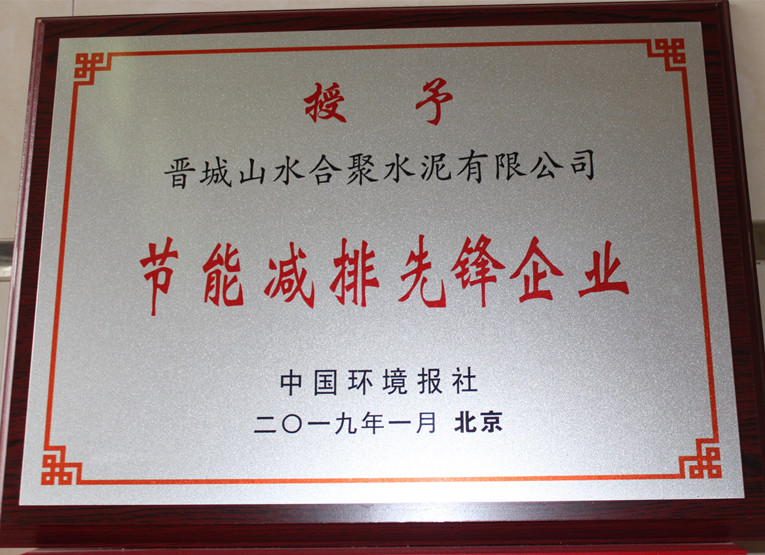 授予
晋城山水合聚水泥有限公司
节能减排先锋企业
中国环境报社
二〇一九年一月 北京